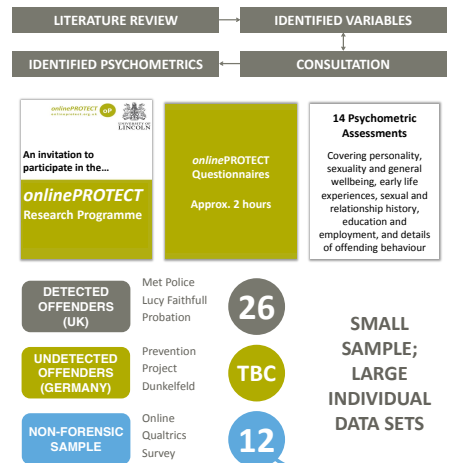 LITERATURE REVIEW
IDENTIFIED VARIABLES
IDENTIFIED PSYCHOMETRICS
CONSULTATION
onlinePROTECT
onlineprotect.org.uk
oP
UNIVERSITY OF
LINCOLN
An invitation to
participate in the...
onlinePROTECT
Research Programme
onlinePROTECT
Questionnaires
Approx. 2 hours
14 Psychometric
Assessments
Covering personality,
sexuality and general
wellbeing, early life
experiences, sexual and
relationship history,
education and
employment, and details
of offending behaviour
DETECTED
OFFENDERS
(UK)
Met Police
Lucy Faithfull
Probation
26
UNDETECTED
OFFENDERS
(GERMANY)
Prevention
Project
Dunkelfeld
TBC
NON-FORENSIC
SAMPLE
Online
Qualtrics
Survey
12
SMALL
SAMPLE;
LARGE
INDIVIDUAL
DATA SETS